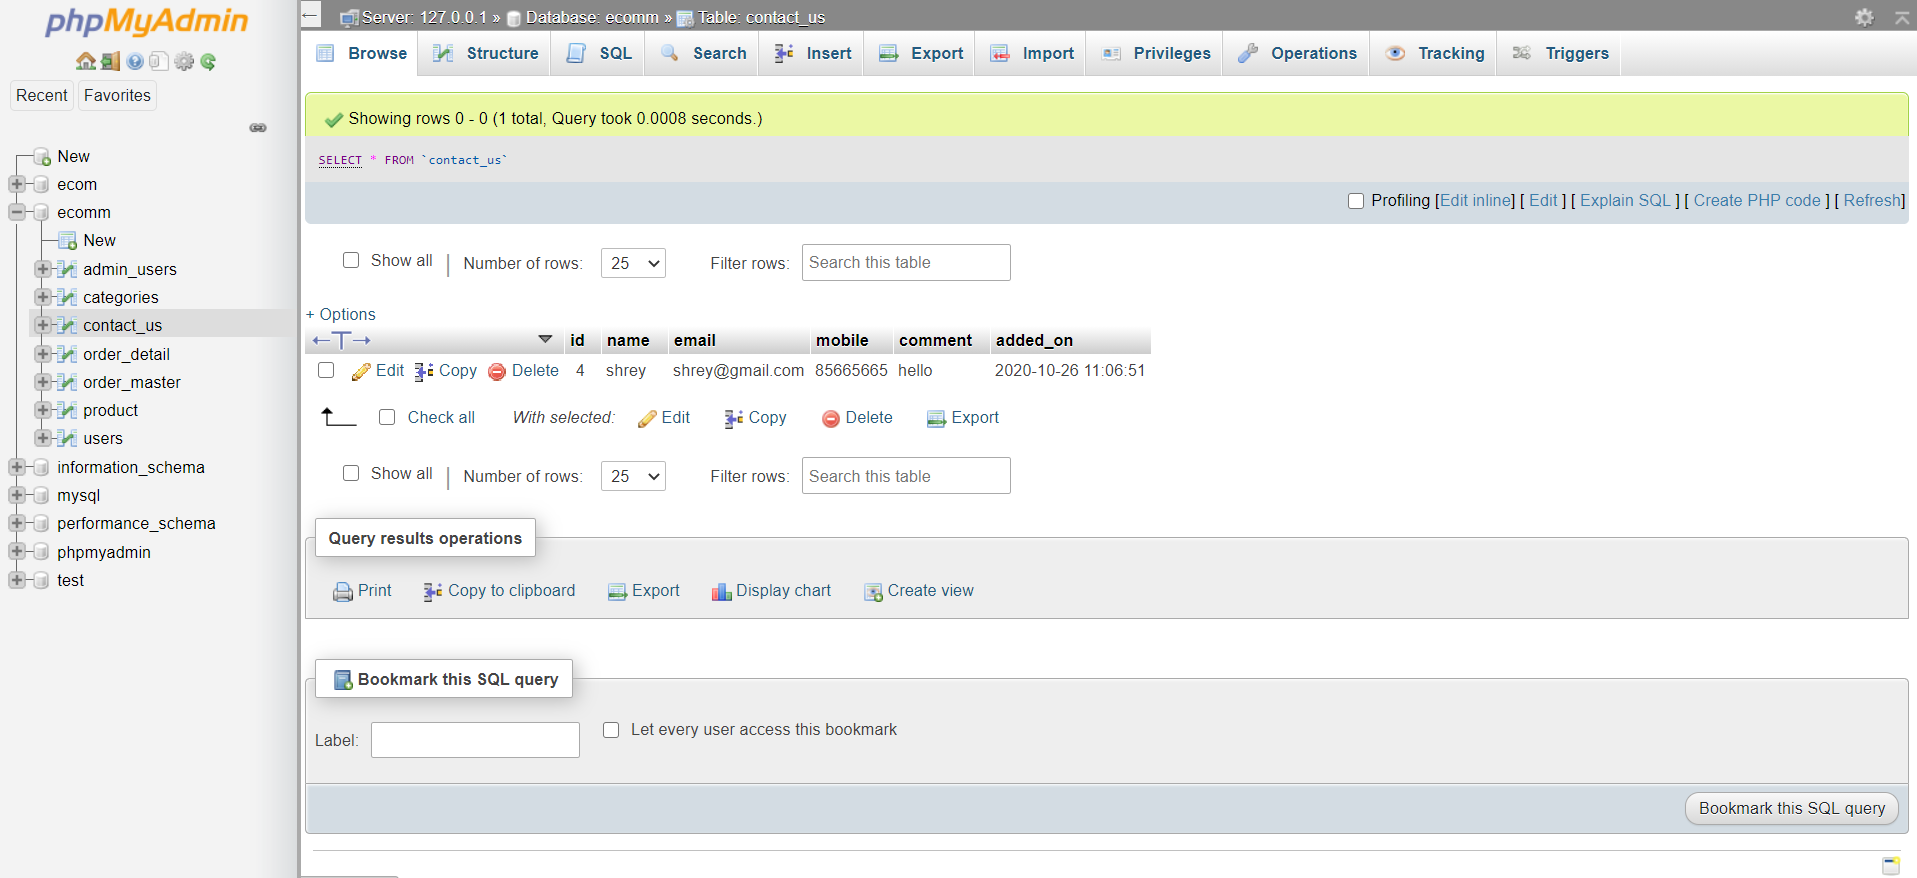 phpMyAdmin
Recent Favorites
New
ecom
ecomm
New
admin_users
categories
contact_us
order_detail
order_master
product
users
information_schema
mysql
performance_schema
phpmyadmin
test
Server: 127.0.0.1 » Database: ecomm » Table: contact_us
Browse Structure SQL Search Insert Export Import Privileges Operations Tracking Triggers
Showing rows 0 - 0 (1 total, Query took 0.0008 seconds.)
SELECT * FROM `contact_us`
Profiling [Edit inline] [ Edit ] [ Explain SQL ] [ Create PHP code ] [ Refresh]
Show all | Number of rows: 25 Filter rows: Search this table
+ Options
←T→ id name email mobile comment added_on
Edit Copy Delete 4 shrey shrey@gmail.com 85665665 hello 2020-10-26 11:06:51
Check all With selected: Edit Copy Delete Export
Show all | Number of rows: 25 Filter rows: Search this table
Query results operations
Print Copy to clipboard Export Display chart Create view
Bookmark this SQL query
Label: Let every user access this bookmark
Bookmark this SQL query